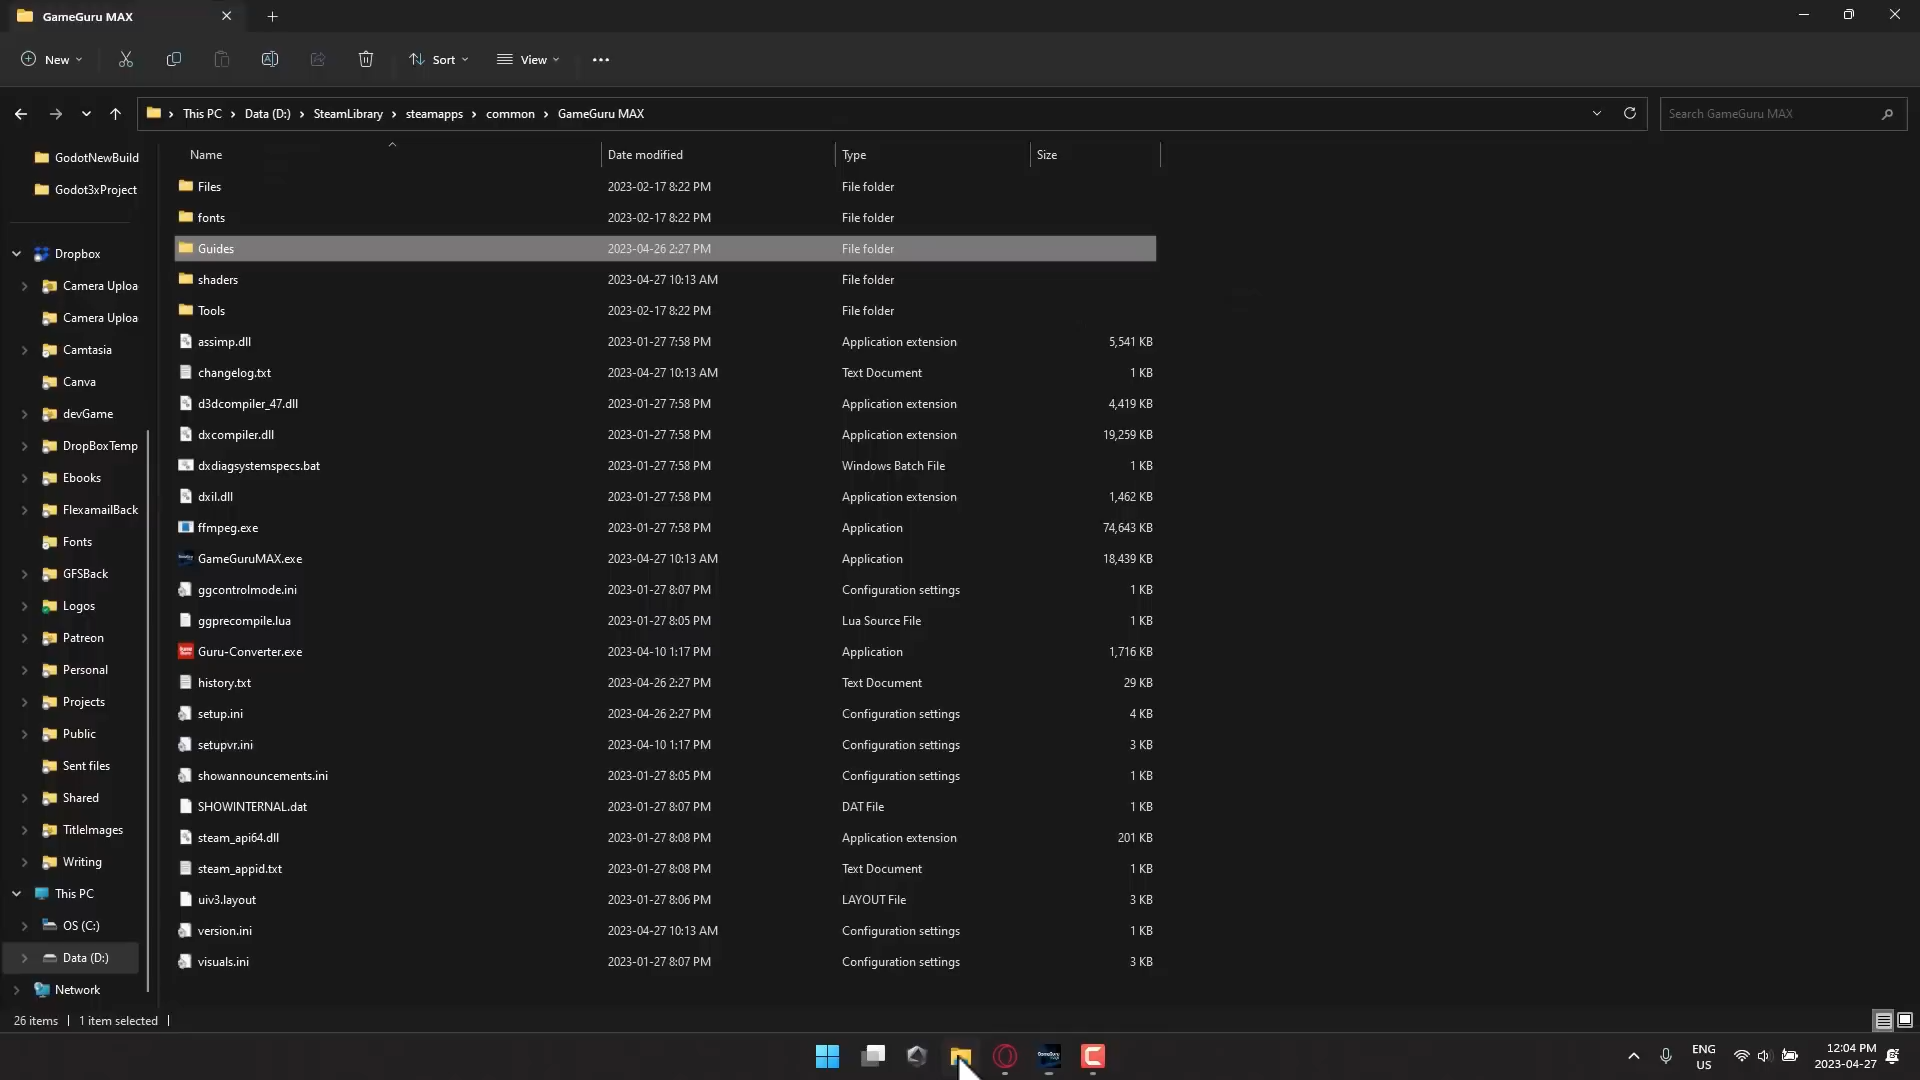 GameGuru MAX
New
Sort
View
This PC
Data (D:)
SteamLibrary
steamapps
common
GameGuru MAX
Search GameGuru MAX
Name Date modified Type Size
GodotNewBuild
Godot3xProject
Dropbox
Camera Uploa
Camera Uploa
Camtasia
Canva
devGame
DropBoxTemp
Ebooks
FlexamailBack
Fonts
GFSBack
Logos
Patreon
Personal
Projects
Public
Sent files
Shared
TitleImages
Writing
This PC
OS (C:)
Data (D:)
Network
Files 2023-02-17 8:22 PM File folder
fonts 2023-02-17 8:22 PM File folder
Guides 2023-04-26 2:27 PM File folder
shaders 2023-04-27 10:13 AM File folder
Tools 2023-02-17 8:22 PM File folder
assimp.dll 2023-01-27 7:58 PM Application extension 5,541 KB
changelog.txt 2023-04-27 10:13 AM Text Document 1 KB
d3dcompiler_47.dll 2023-01-27 7:58 PM Application extension 4,419 KB
dxcompiler.dll 2023-01-27 7:58 PM Application extension 19,259 KB
dxdiagsystemspecs.bat 2023-01-27 7:58 PM Windows Batch File 1 KB
dxil.dll 2023-01-27 7:58 PM Application extension 1,462 KB
ffmpeg.exe 2023-01-27 7:58 PM Application 74,643 KB
GameGuruMAX.exe 2023-04-27 10:13 AM Application 18,439 KB
ggcontrolmode.ini 2023-01-27 8:07 PM Configuration settings 1 KB
ggprecompile.lua 2023-01-27 8:05 PM Lua Source File 1 KB
Guru-Converter.exe 2023-04-10 1:17 PM Application 1,716 KB
history.txt 2023-04-26 2:27 PM Text Document 29 KB
setup.ini 2023-04-26 2:27 PM Configuration settings 4 KB
setupvr.ini 2023-04-10 1:17 PM Configuration settings 3 KB
showannouncements.ini 2023-01-27 8:05 PM Configuration settings 1 KB
SHOWINTERNAL.dat 2023-01-27 8:07 PM DAT File 1 KB
steam_api64.dll 2023-01-27 8:08 PM Application extension 201 KB
steam_appid.txt 2023-01-27 8:08 PM Text Document 1 KB
uiv3.layout 2023-01-27 8:06 PM LAYOUT File 3 KB
version.ini 2023-04-27 10:13 AM Configuration settings 1 KB
visuals.ini 2023-01-27 8:07 PM Configuration settings 3 KB
26 items 1 item selected
ENG
US
12:04 PM
2023-04-27